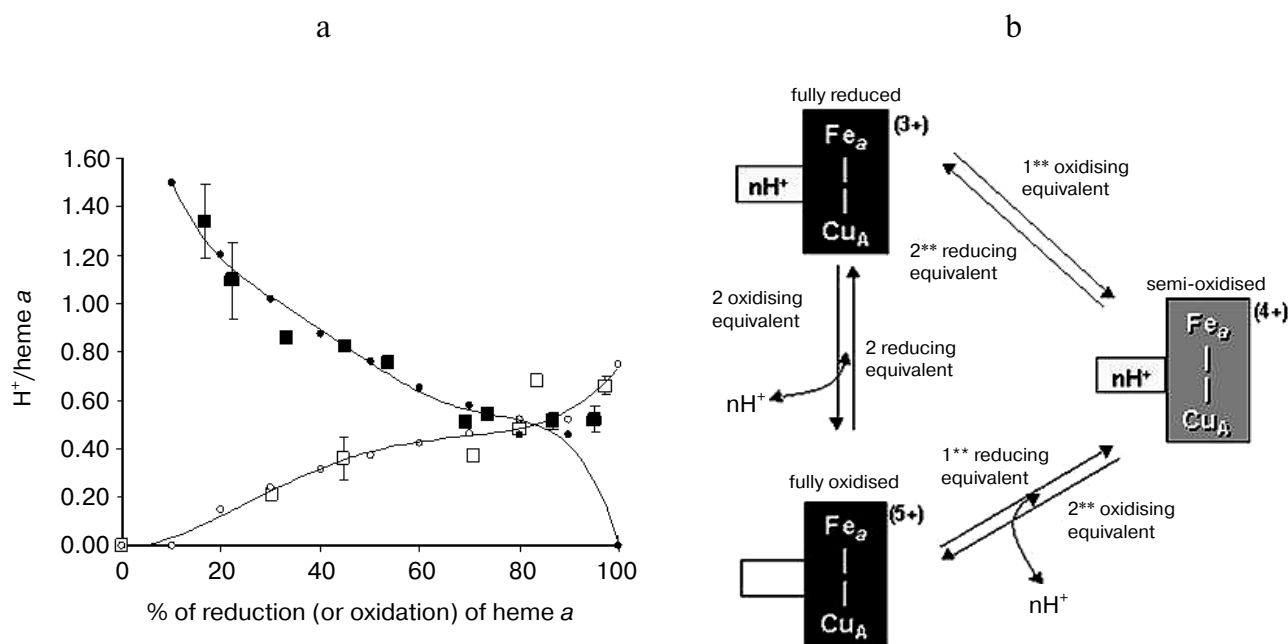 a
b
1.60
1.40
1.20
1.00
0.80
0.60
0.40
0.20
0.00
H⁺/heme a
0
20
40
60
80
100
% of reduction (or oxidation) of heme a
fully reduced
(3+)
Feₐ
Cu_A
nH⁺
1** oxidising
equivalent
2** reducing
equivalent
semi-oxidised
(4+)
Feₐ
Cu_A
nH⁺
2 oxidising
equivalent
2 reducing
equivalent
nH⁺
1** reducing
equivalent
2** oxidising
equivalent
nH⁺
fully oxidised
(5+)
Feₐ
Cu_A